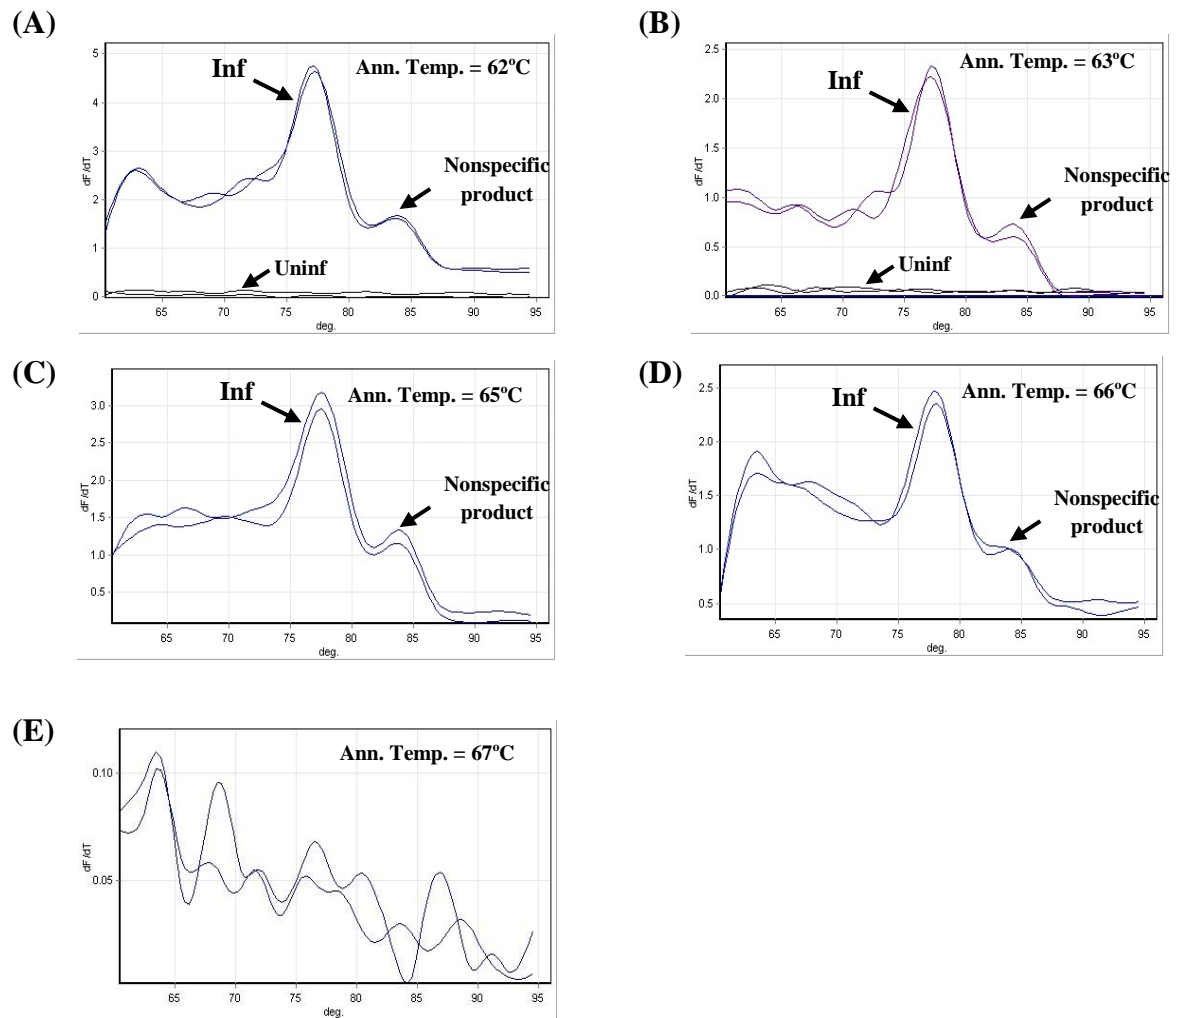 (A)
Inf
Ann. Temp. = 62ºC
Nonspecific
product
Uninf
dF/dT
5
4
3
2
1
0
65 70 75 80 85 90 95
deg.
(B)
Inf
Ann. Temp. = 63ºC
Nonspecific
product
Uninf
dF/dT
2.5
2.0
1.5
1.0
0.5
0.0
65 70 75 80 85 90 95
deg.
(C)
Inf
Ann. Temp. = 65ºC
Nonspecific
product
dF/dT
3.0
2.5
2.0
1.5
1.0
0.5
65 70 75 80 85 90 95
deg.
(D)
Inf
Ann. Temp. = 66ºC
Nonspecific
product
dF/dT
2.5
2.0
1.5
1.0
0.5
65 70 75 80 85 90 95
deg.
(E)
Ann. Temp. = 67ºC
dF/dT
0.10
0.05
65 70 75 80 85 90 95
deg.